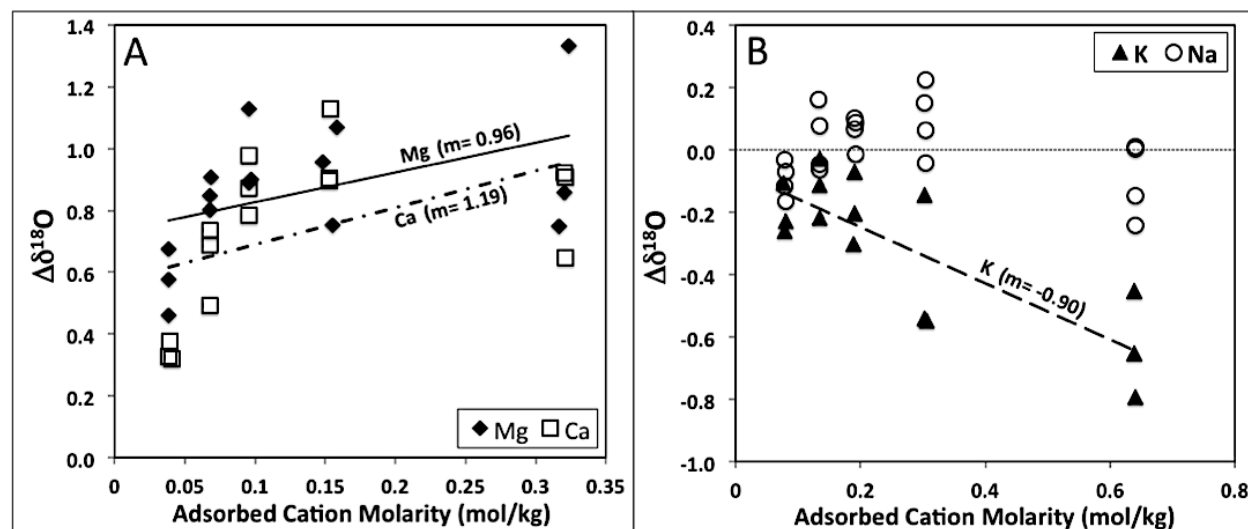 A
1.4
1.2
1.0
0.8
0.6
0.4
0.2
0.0
Δδ18O
Mg (m= 0.96)
Ca (m= 1.19)
Mg Ca
0 0.05 0.1 0.15 0.2 0.25 0.3 0.35
Adsorbed Cation Molarity (mol/kg)
B
K Na
0.4
0.2
0.0
-0.2
-0.4
-0.6
-0.8
-1.0
Δδ18O
K (m= -0.90)
0 0.2 0.4 0.6 0.8
Adsorbed Cation Molarity (mol/kg)